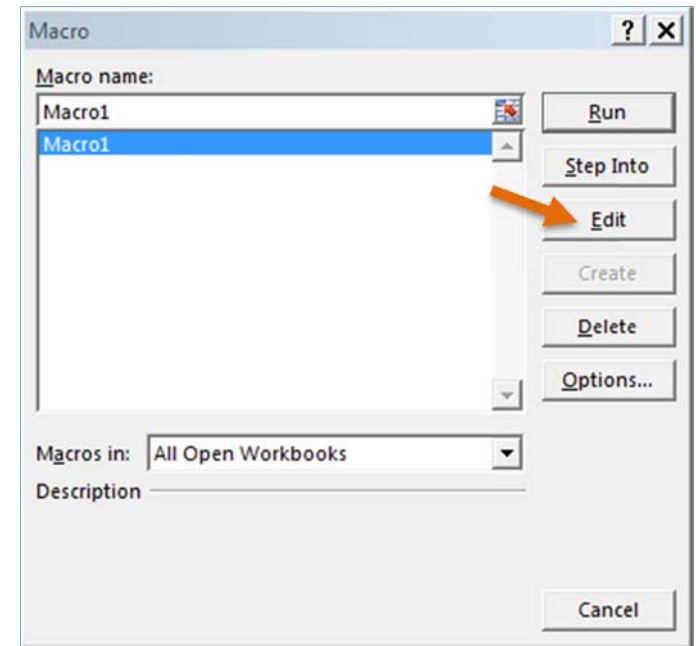 Macro ? x
Macro name:
Macro1
Run
Macro1
Step Into
Edit
Create
Delete
Options...
Macros in: All Open Workbooks
Description
Cancel